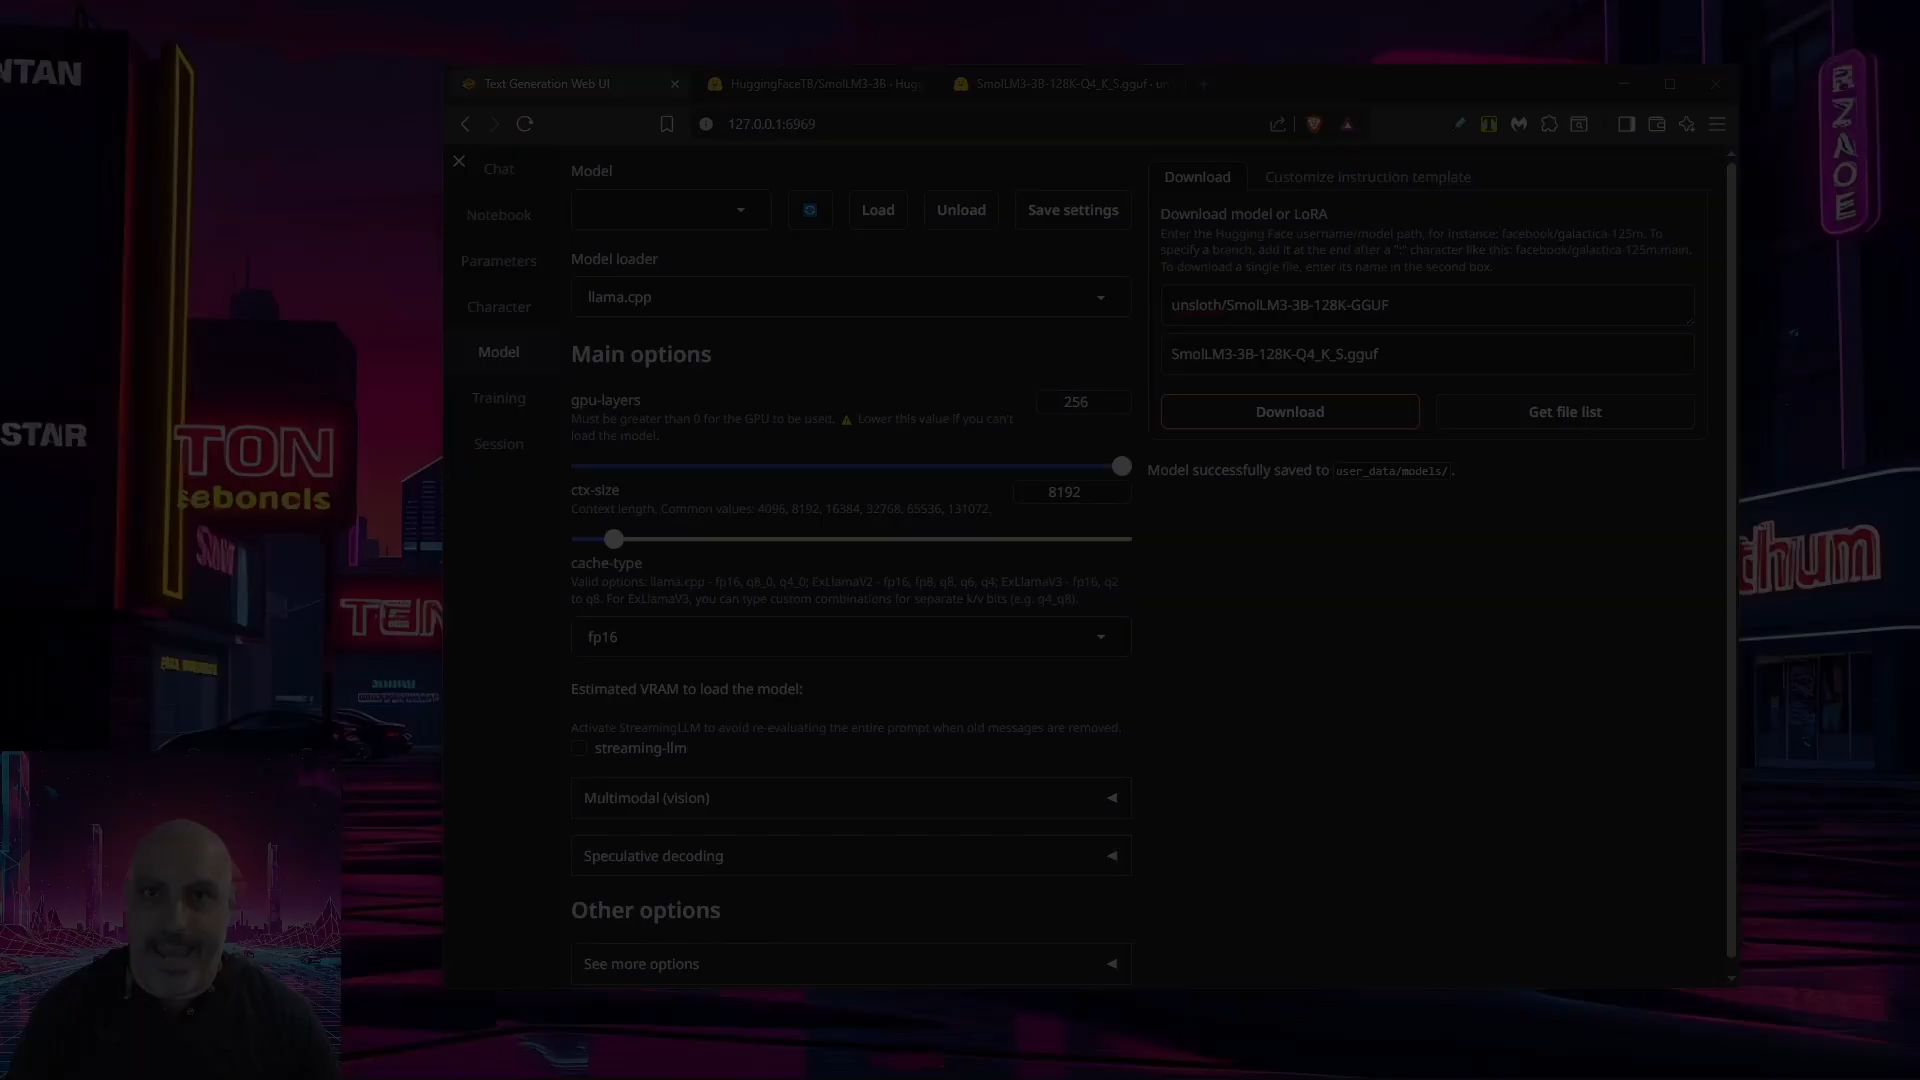 NTAN
STAR
TON
seboncls
TEN
RZAOE
chum
Text Generation Web UI
HuggingFaceTB/SmolLM3-3B · Hugg
SmolLM3-3B-128K-Q4_K_S.gguf · un
127.0.0.1:6969
Chat
Notebook
Parameters
Character
Model
Training
Session
Model
Load
Unload
Save settings
Model loader
llama.cpp
Main options
gpu-layers
256
Must be greater than 0 for the GPU to be used. ⚠ Lower this value if you can't
load the model.
ctx-size
8192
Context length. Common values: 4096, 8192, 16384, 32768, 65536, 131072.
cache-type
Valid options: llama.cpp - fp16, q8_0, q4_0; ExLlamaV2 - fp16, fp8, q8, q6, q4; ExLlamaV3 - fp16, q2
to q8. For ExLlamaV3, you can type custom combinations for separate k/v bits (e.g. q4_q8).
fp16
Estimated VRAM to load the model:
Activate StreamingLLM to avoid re-evaluating the entire prompt when old messages are removed.
streaming-llm
Multimodal (vision)
Speculative decoding
Other options
See more options
Download
Customize instruction template
Download model or LoRA
Enter the Hugging Face username/model path, for instance: facebook/galactica-125m. To
specify a branch, add it at the end after a ":" character like this: facebook/galactica-125m:main.
To download a single file, enter its name in the second box.
unsloth/SmolLM3-3B-128K-GGUF
SmolLM3-3B-128K-Q4_K_S.gguf
Download
Get file list
Model successfully saved to user_data/models/.